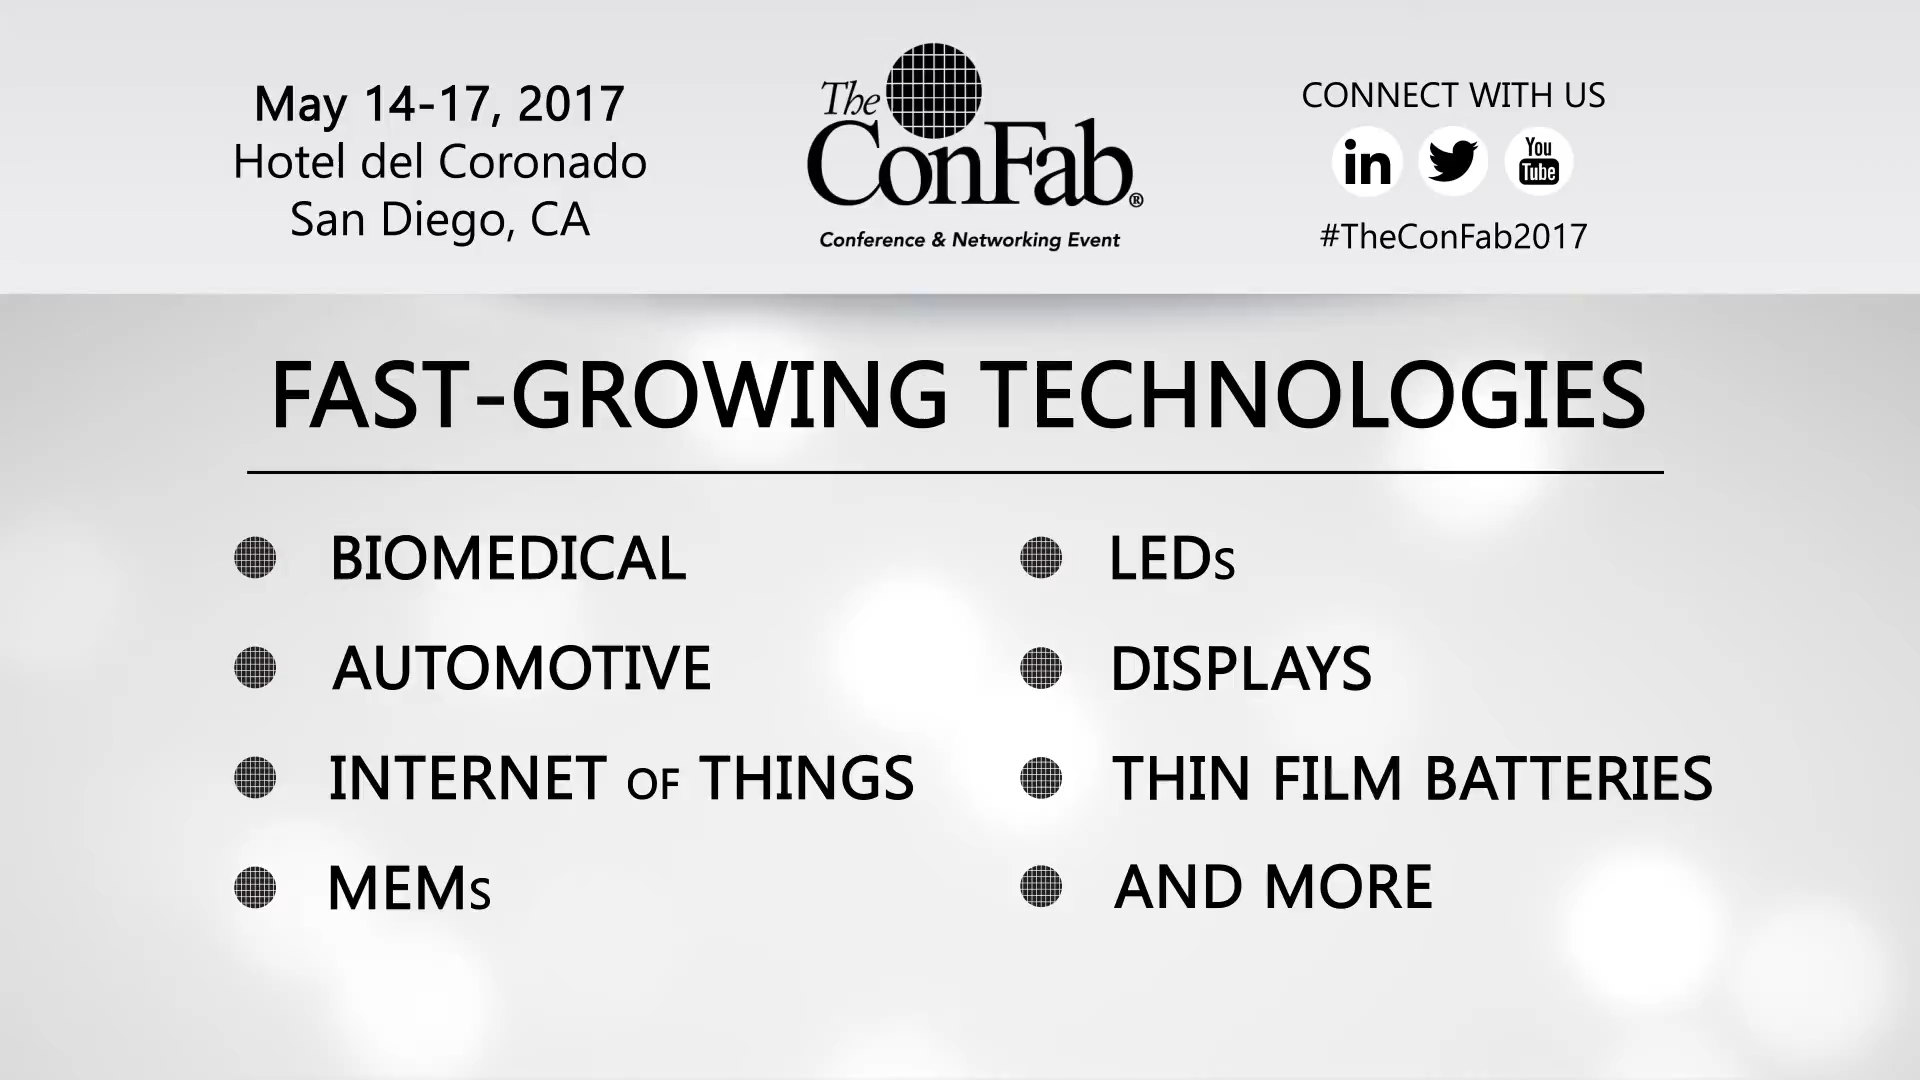 May 14-17, 2017
Hotel del Coronado
San Diego, CA
The
ConFab®
Conference & Networking Event
CONNECT WITH US
in
You
Tube
#TheConFab2017
FAST-GROWING TECHNOLOGIES
BIOMEDICAL
AUTOMOTIVE
INTERNET OF THINGS
MEMs
LEDs
DISPLAYS
THIN FILM BATTERIES
AND MORE